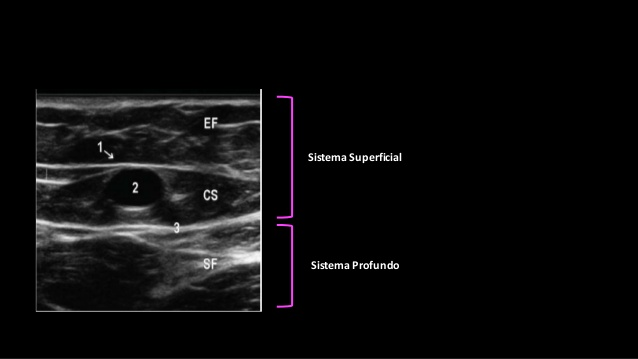 EF
1
Sistema Superficial
2
CS
3
Sistema Profundo
SF